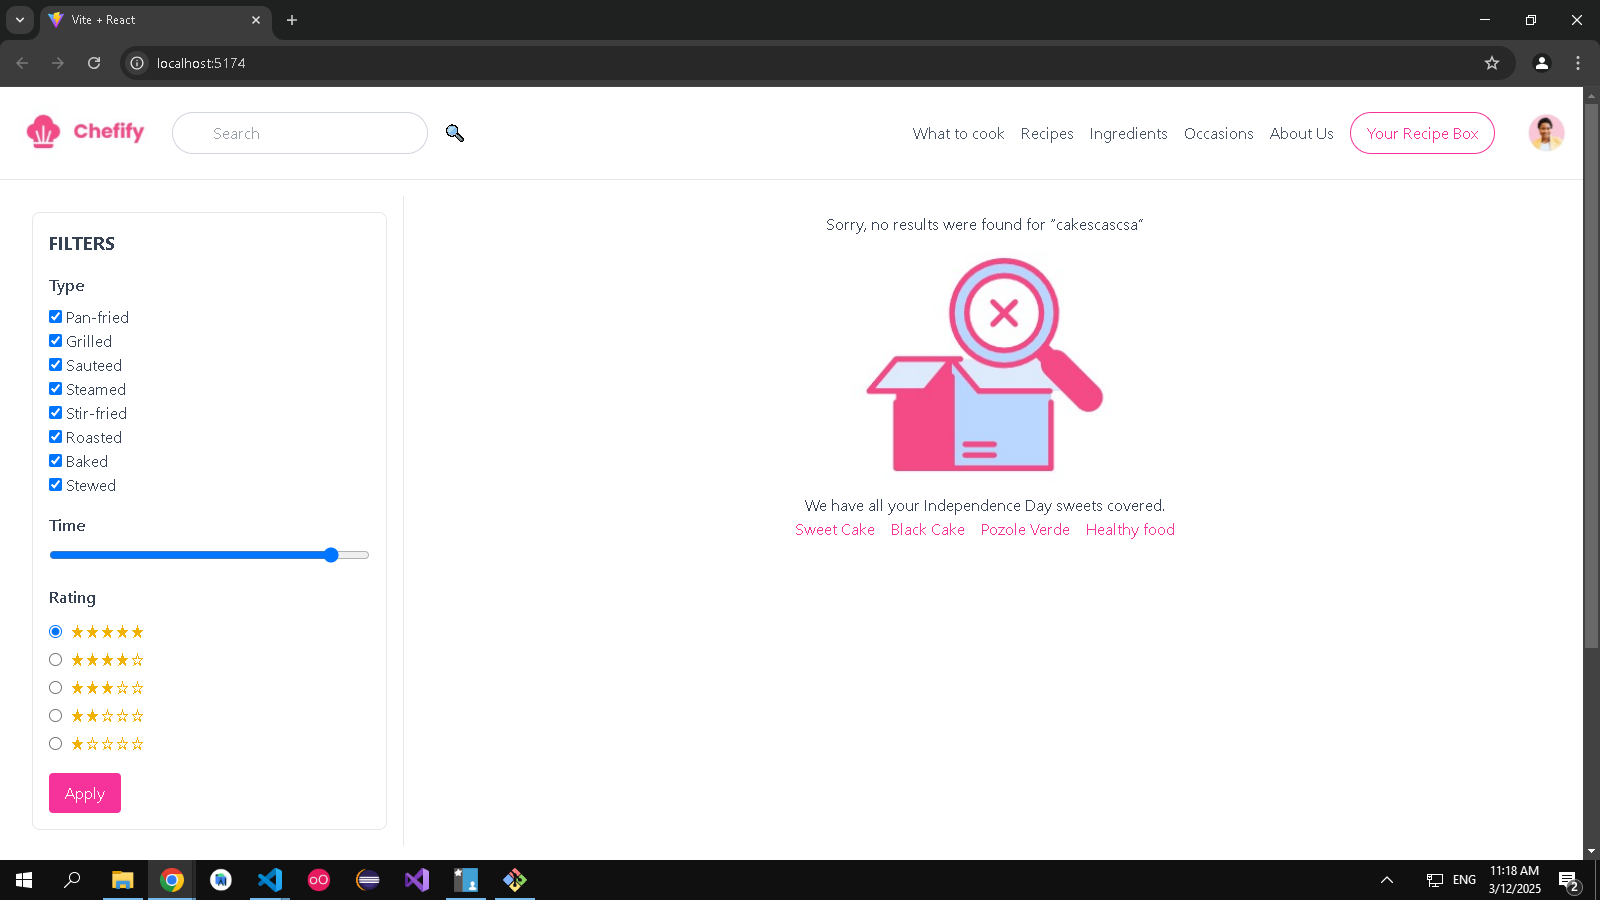 Vite + React
localhost:5174
Chefify
Search
What to cook
Recipes
Ingredients
Occasions
About Us
Your Recipe Box
FILTERS
Type
Pan-fried
Grilled
Sauteed
Steamed
Stir-fried
Roasted
Baked
Stewed
Time
Rating
★★★★★
★★★★☆
★★★☆☆
★★☆☆☆
★☆☆☆☆
Apply
Sorry, no results were found for "cakescascsa"
We have all your Independence Day sweets covered.
Sweet Cake Black Cake Pozole Verde Healthy food
ENG
11:18 AM
3/12/2025
2